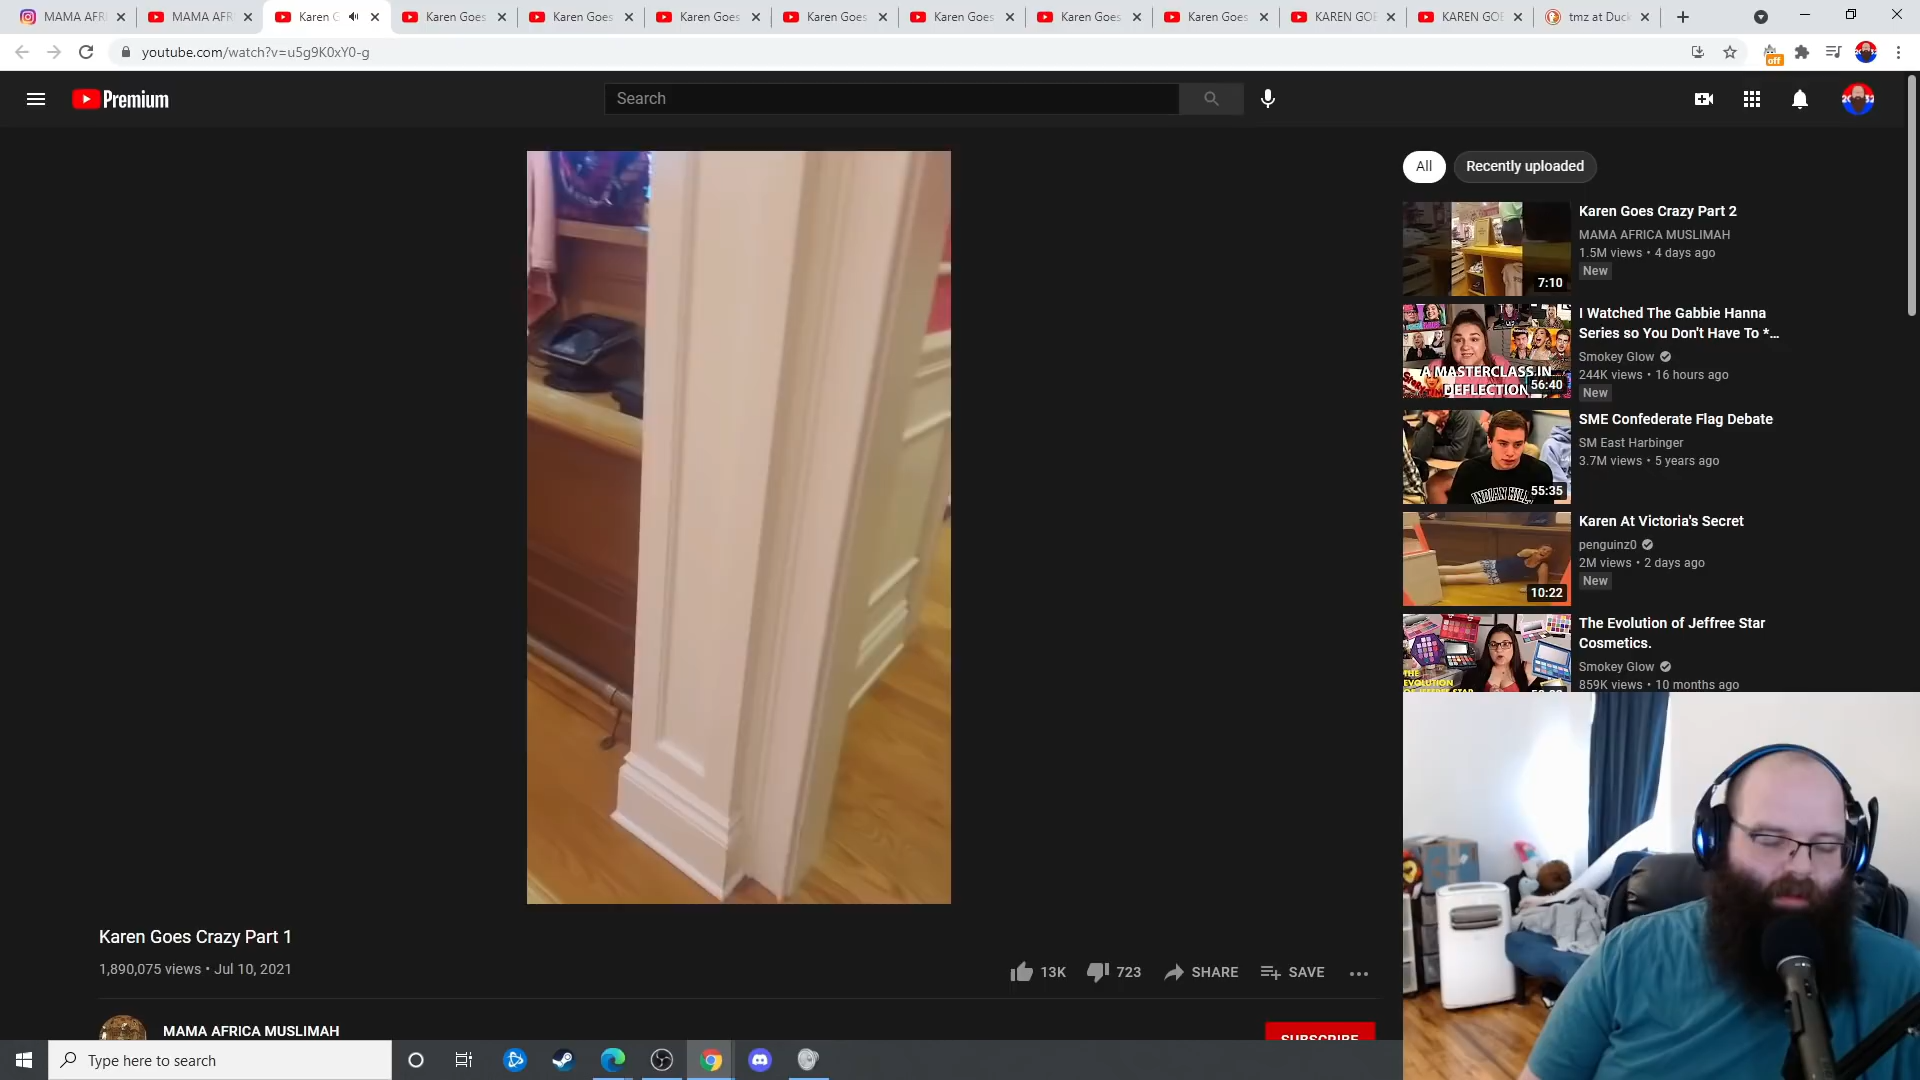 MAMA AFRI
MAMA AFRI
Karen G
Karen Goes
Karen Goes
Karen Goes
Karen Goes
Karen Goes
Karen Goes
Karen Goes
KAREN GOE
KAREN GOE
tmz at Duck
youtube.com/watch?v=u5g9K0xY0-g
off
Premium
Search
All
Recently uploaded
Karen Goes Crazy Part 2
MAMA AFRICA MUSLIMAH
1.5M views • 4 days ago
New
7:10
I Watched The Gabbie Hanna
Series so You Don't Have To *...
Smokey Glow
244K views • 16 hours ago
New
A MASTERCLASS IN
DEFLECTION
56:40
SME Confederate Flag Debate
SM East Harbinger
3.7M views • 5 years ago
INDIAN HILL
55:35
Karen At Victoria's Secret
penguinz0
2M views • 2 days ago
New
10:22
The Evolution of Jeffree Star
Cosmetics.
Smokey Glow
859K views • 10 months ago
THE
EVOLUTION
Karen Goes Crazy Part 1
1,890,075 views • Jul 10, 2021
13K
723
SHARE
SAVE
MAMA AFRICA MUSLIMAH
SUBSCRIBE
Type here to search